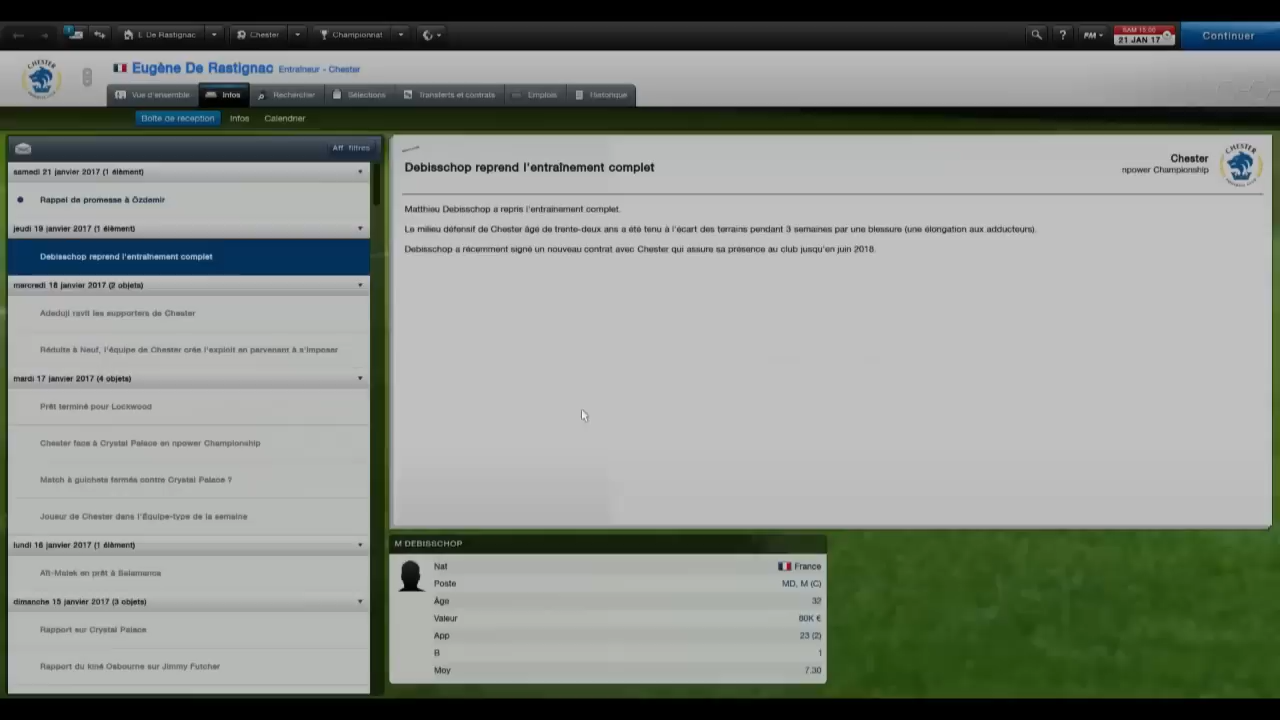 E. De Rastignac
Chester
Championnat
?
FM
SAM 15:00
21 JAN 17
Continuer
CHESTER
Eugène De Rastignac Entraîneur - Chester
Vue d'ensemble
Infos
Rechercher
Sélections
Transferts et contrats
Emplois
Historique
Boîte de réception
Infos
Calendrier
Aff filtres
samedi 21 janvier 2017 (1 élément)
Rappel de promesse à Özdemir
jeudi 19 janvier 2017 (1 élément)
Debisschop reprend l'entraînement complet
mercredi 18 janvier 2017 (2 objets)
Adeduji ravit les supporters de Chester
Réduite à Neuf, l'équipe de Chester crée l'exploit en parvenant à s'imposer
mardi 17 janvier 2017 (4 objets)
Prêt terminé pour Lockwood
Chester face à Crystal Palace en npower Championship
Match à guichets fermés contre Crystal Palace ?
Joueur de Chester dans l'Équipe-type de la semaine
lundi 16 janvier 2017 (1 élément)
Aït-Malek en prêt à Salamanca
dimanche 15 janvier 2017 (3 objets)
Rapport sur Crystal Palace
Rapport du kiné Osbourne sur Jimmy Futcher
Debisschop reprend l'entraînement complet
Chester
npower Championship
CHESTER
Matthieu Debisschop a repris l'entraînement complet.
Le milieu défensif de Chester âgé de trente-deux ans a été tenu à l'écart des terrains pendant 3 semaines par une blessure (une élongation aux adducteurs).
Debisschop a récemment signé un nouveau contrat avec Chester qui assure sa présence au club jusqu'en juin 2018.
M DEBISSCHOP
Nat France
Poste MD, M (C)
Âge 32
Valeur 80K €
App 23 (2)
B 1
Moy 7.30